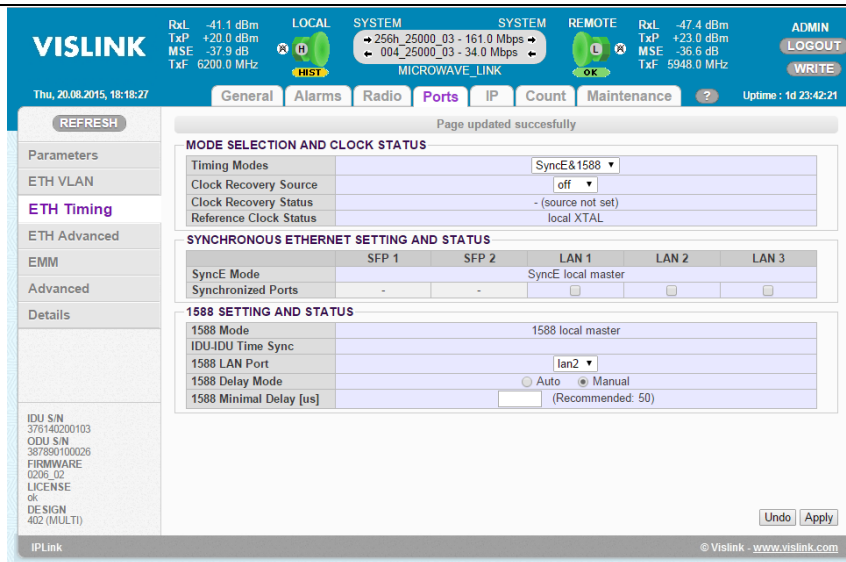 VISLINK
RxL -41.1 dBm
TxP +20.0 dBm
MSE -37.9 dB
TxF 6200.0 MHz
LOCAL
H
HIST
SYSTEM SYSTEM
256h_25000_03 - 161.0 Mbps
004_25000_03 - 34.0 Mbps
MICROWAVE_LINK
REMOTE
L
OK
RxL -47.4 dBm
TxP +23.0 dBm
MSE -36.6 dB
TxF 5948.0 MHz
ADMIN
LOGOUT
WRITE
Thu, 20.08.2015, 18:18:27
General Alarms Radio Ports IP Count Maintenance ?
Uptime : 1d 23:42:21
REFRESH
Parameters
ETH VLAN
ETH Timing
ETH Advanced
EMM
Advanced
Details
IDU S/N
376140200103
ODU S/N
387890100026
FIRMWARE
0206_02
LICENSE
ok
DESIGN
402 (MULTI)
Page updated succesfully
MODE SELECTION AND CLOCK STATUS
Timing Modes SyncE&1588
Clock Recovery Source off
Clock Recovery Status - (source not set)
Reference Clock Status local XTAL
SYNCHRONOUS ETHERNET SETTING AND STATUS
SFP 1 SFP 2 LAN 1 LAN 2 LAN 3
SyncE Mode SyncE local master
Synchronized Ports - -
1588 SETTING AND STATUS
1588 Mode 1588 local master
IDU-IDU Time Sync
1588 LAN Port lan2
1588 Delay Mode Auto Manual
1588 Minimal Delay [us] (Recommended: 50)
Undo Apply
IPLink
© Vislink - www.vislink.com